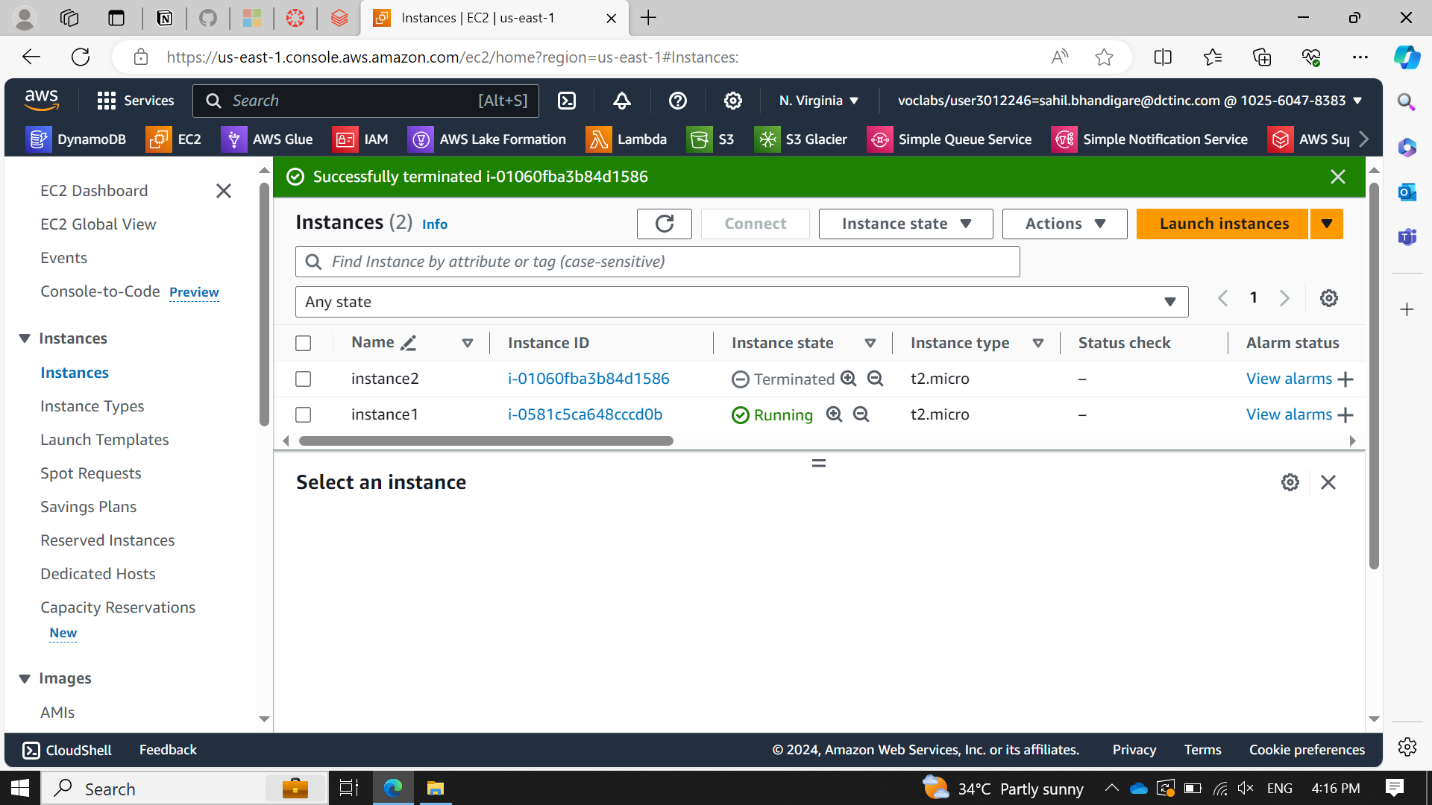 Instances | EC2 | us-east-1
https://us-east-1.console.aws.amazon.com/ec2/home?region=us-east-1#Instances:
aws
Services
Search [Alt+S]
N. Virginia
voclabs/user3012246=sahil.bhandigare@dctinc.com @ 1025-6047-8383
DynamoDB EC2 AWS Glue IAM AWS Lake Formation Lambda S3 S3 Glacier Simple Queue Service Simple Notification Service AWS Su
EC2 Dashboard
EC2 Global View
Events
Console-to-Code Preview
Instances
Instances
Instance Types
Launch Templates
Spot Requests
Savings Plans
Reserved Instances
Dedicated Hosts
Capacity Reservations
New
Images
AMIs
Successfully terminated i-01060fba3b84d1586
Instances (2) Info Connect Instance state Actions Launch instances
Find Instance by attribute or tag (case-sensitive)
Any state 1
Name Instance ID Instance state Instance type Status check Alarm status
instance2 i-01060fba3b84d1586 Terminated t2.micro – View alarms
instance1 i-0581c5ca648cccd0b Running t2.micro – View alarms
Select an instance
CloudShell Feedback © 2024, Amazon Web Services, Inc. or its affiliates. Privacy Terms Cookie preferences
Search 34°C Partly sunny ENG 4:16 PM